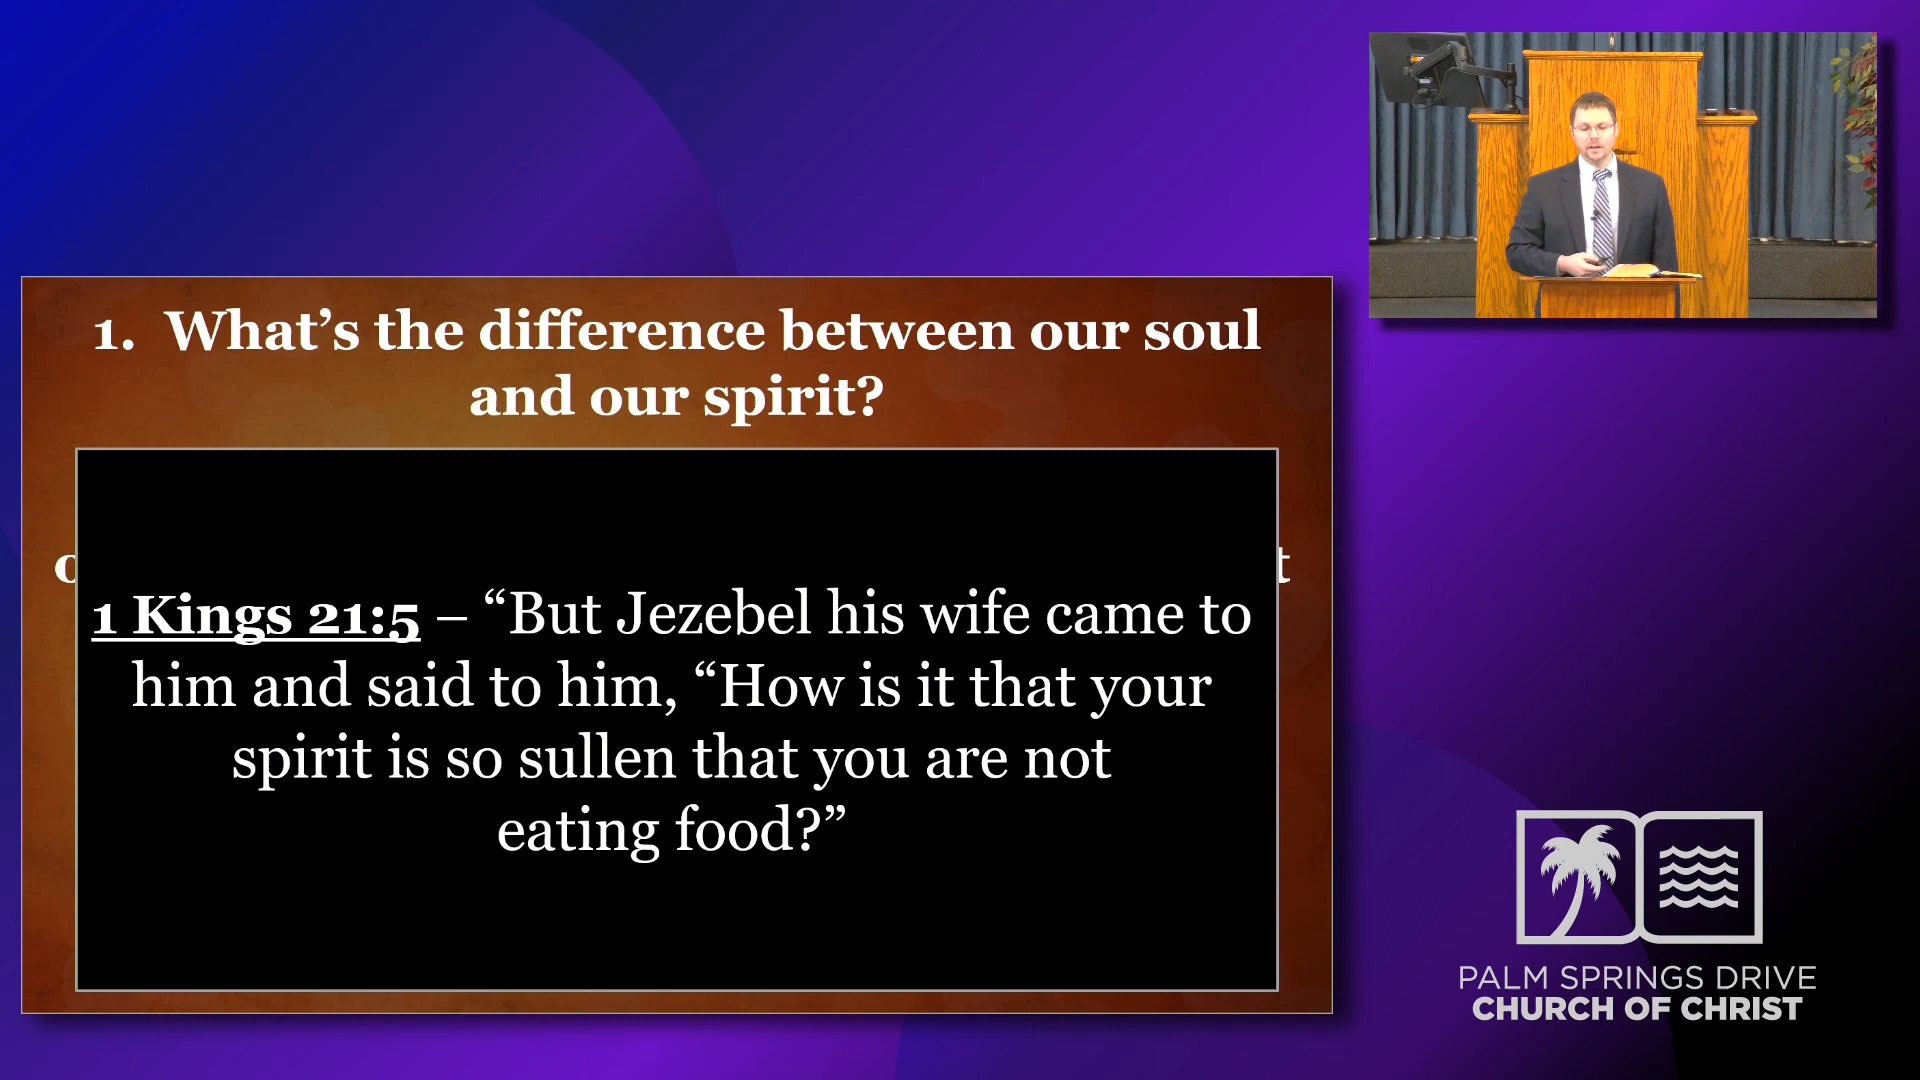 1. What’s the difference between our soul
and our spirit?
1 Kings 21:5 – “But Jezebel his wife came to
him and said to him, “How is it that your
spirit is so sullen that you are not
eating food?”
PALM SPRINGS DRIVE
CHURCH OF CHRIST